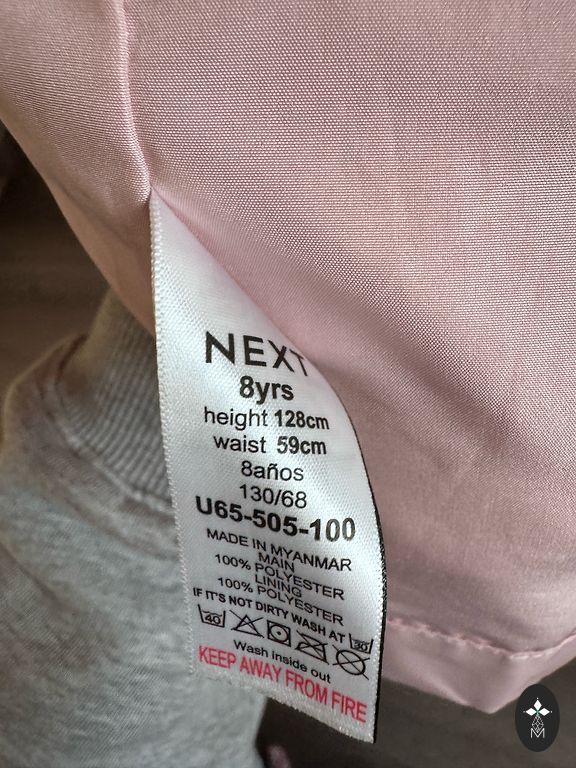 NEXT
8yrs
height 128cm
waist 59cm
8años
130/68
U65-505-100
MADE IN MYANMAR
MAIN
100% POLYESTER
LINING
100% POLYESTER
IF IT'S NOT DIRTY WASH AT 30
40
Wash inside out
KEEP AWAY FROM FIRE
M